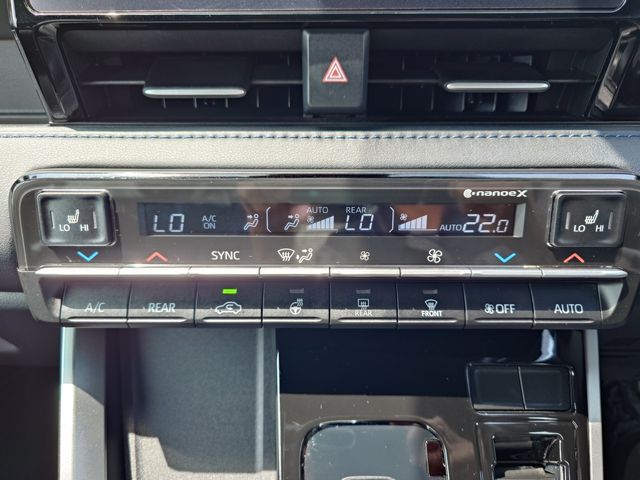 nanoeX
LO HI
LO
A/C ON
AUTO
REAR
LO
AUTO 22.0
LO HI
SYNC
A/C
REAR
REAR
FRONT
OFF
AUTO